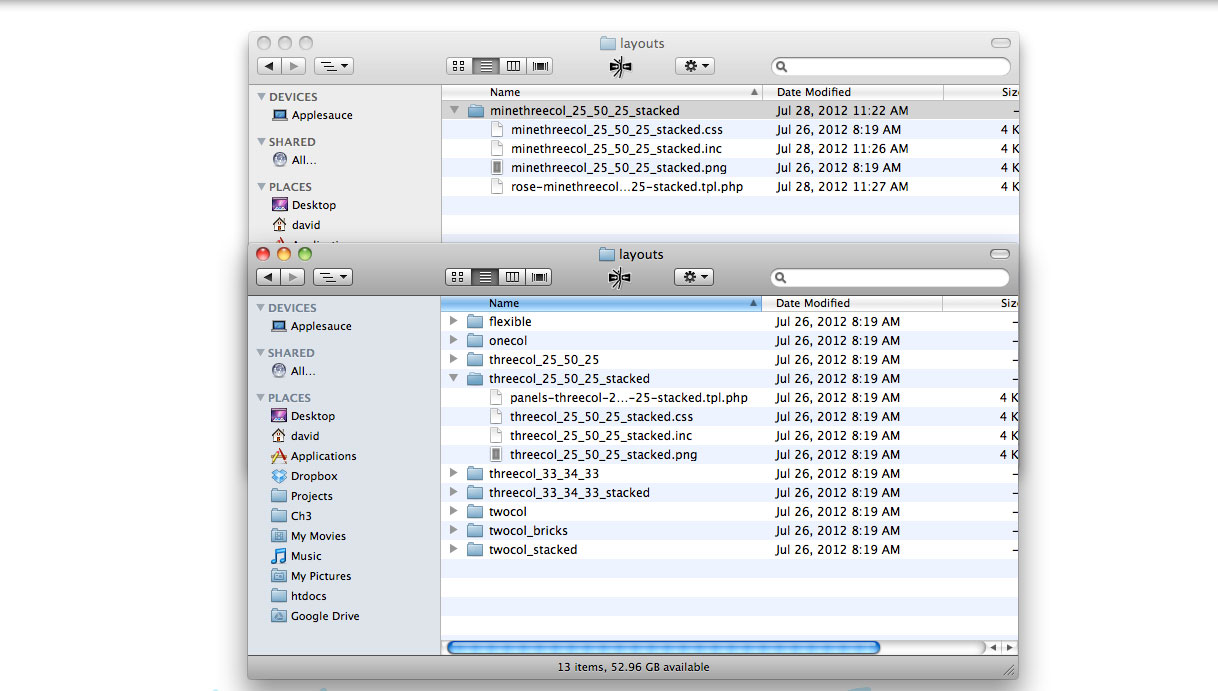 layouts
Name Date Modified Siz
DEVICES
Applesauce
SHARED
All...
PLACES
Desktop
david
minethreecol_25_50_25_stacked Jul 28, 2012 11:22 AM –
minethreecol_25_50_25_stacked.css Jul 26, 2012 8:19 AM 4 K
minethreecol_25_50_25_stacked.inc Jul 28, 2012 11:26 AM 4 K
minethreecol_25_50_25_stacked.png Jul 26, 2012 8:19 AM 4 K
rose-minethreecol...25-stacked.tpl.php Jul 28, 2012 11:27 AM 4 K
layouts
Name Date Modified Siz
DEVICES
Applesauce
SHARED
All...
PLACES
Desktop
david
Applications
Dropbox
Projects
Ch3
My Movies
Music
My Pictures
htdocs
Google Drive
flexible Jul 26, 2012 8:19 AM –
onecol Jul 26, 2012 8:19 AM –
threecol_25_50_25 Jul 26, 2012 8:19 AM –
threecol_25_50_25_stacked Jul 26, 2012 8:19 AM –
panels-threecol-2...-25-stacked.tpl.php Jul 26, 2012 8:19 AM 4 K
threecol_25_50_25_stacked.css Jul 26, 2012 8:19 AM 4 K
threecol_25_50_25_stacked.inc Jul 26, 2012 8:19 AM 4 K
threecol_25_50_25_stacked.png Jul 26, 2012 8:19 AM 4 K
threecol_33_34_33 Jul 26, 2012 8:19 AM –
threecol_33_34_33_stacked Jul 26, 2012 8:19 AM –
twocol Jul 26, 2012 8:19 AM –
twocol_bricks Jul 26, 2012 8:19 AM –
twocol_stacked Jul 26, 2012 8:19 AM –
13 items, 52.96 GB available